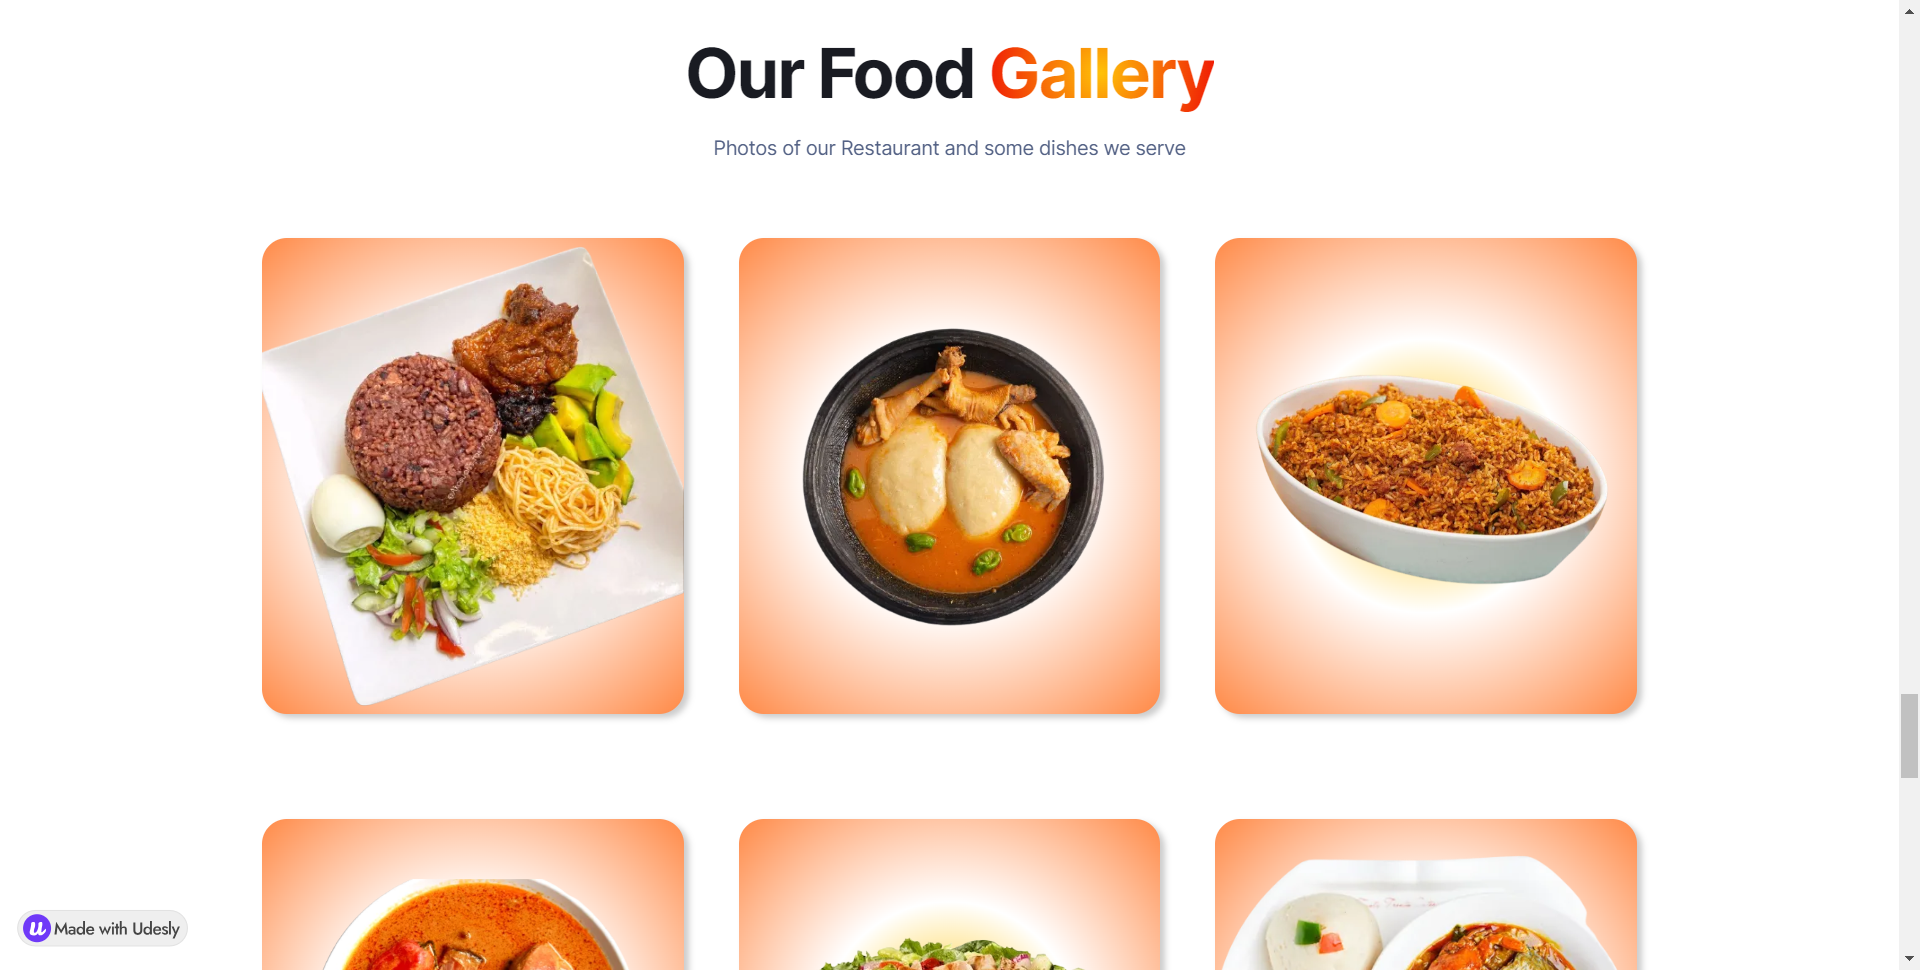 Our Food Gallery
Photos of our Restaurant and some dishes we serve
Made with Udesly